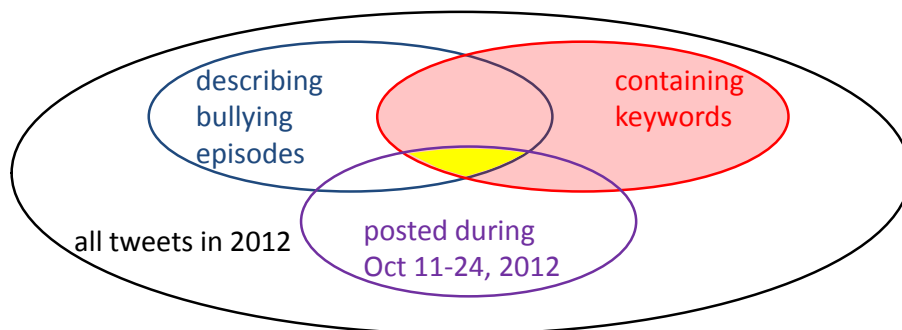 describing
bullying
episodes
containing
keywords
all tweets in 2012
posted during
Oct 11-24, 2012